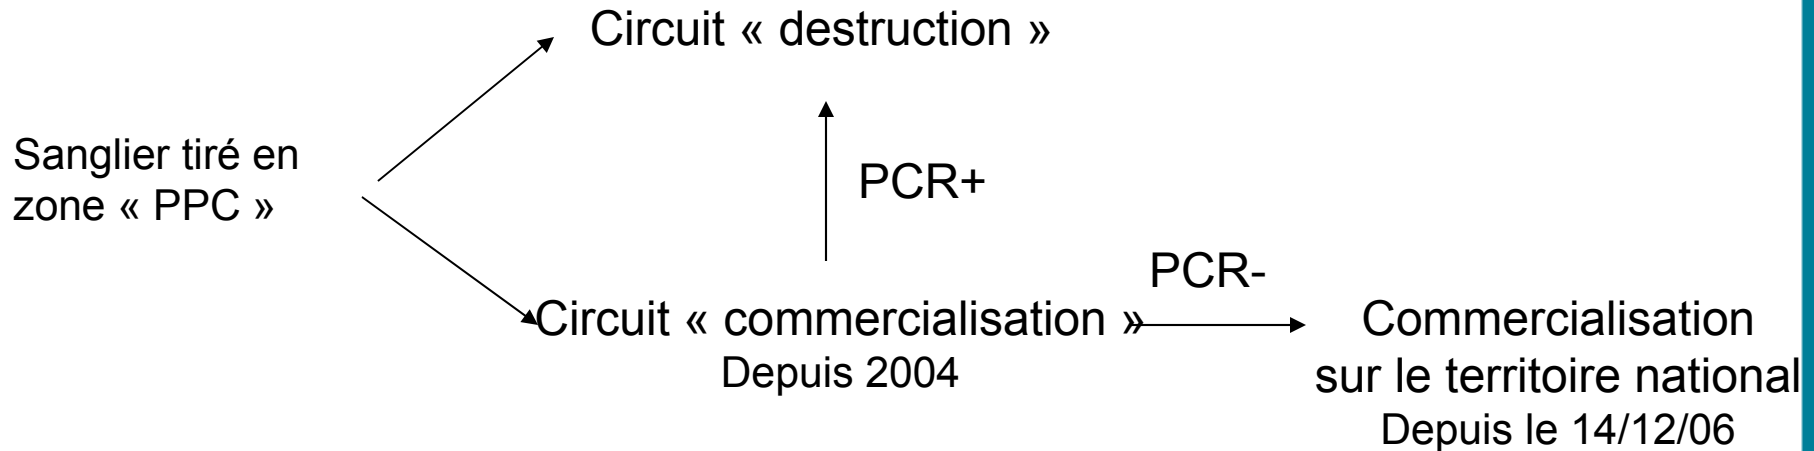 Circuit « destruction »
Sanglier tiré en
zone « PPC »
PCR+
PCR-
Circuit « commercialisation »
Depuis 2004
Commercialisation
sur le territoire national
Depuis le 14/12/06